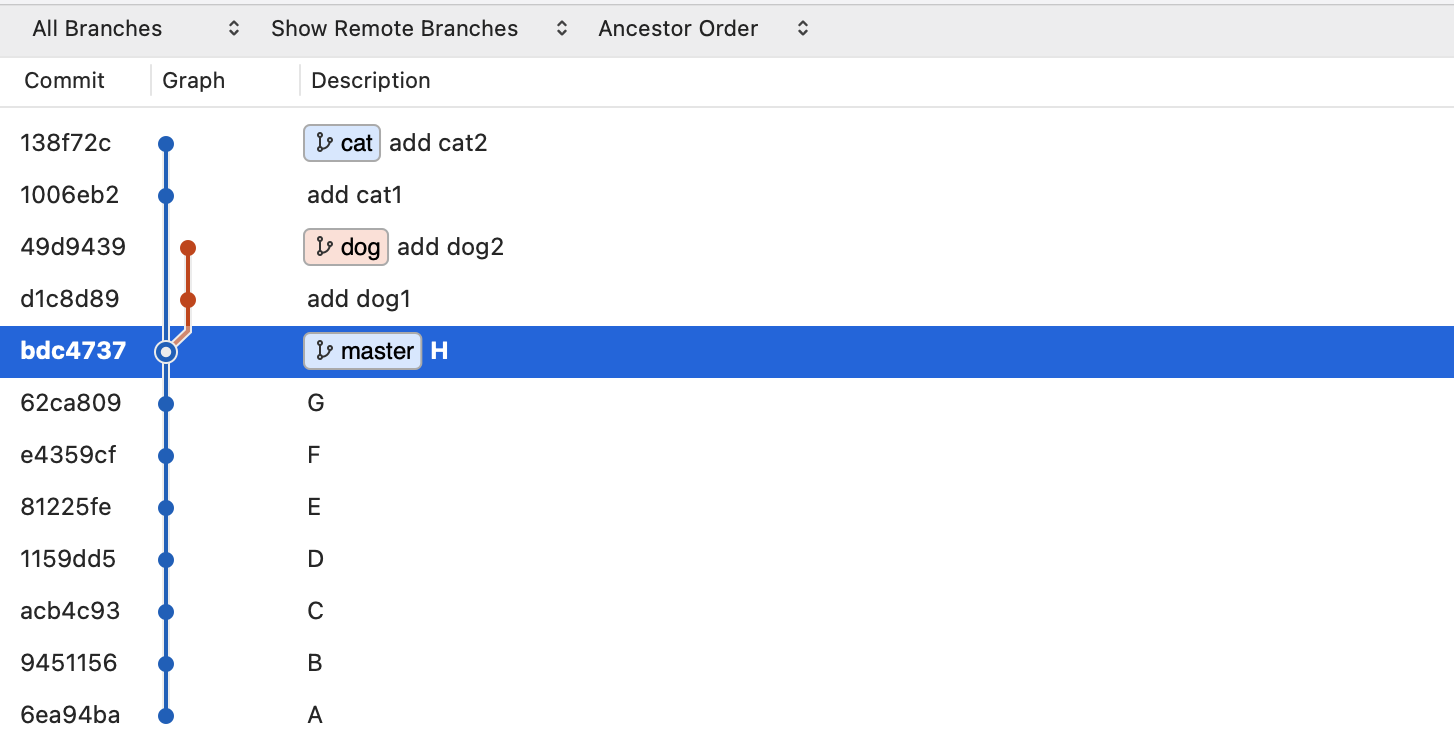 All Branches Show Remote Branches Ancestor Order
Commit Graph Description
138f72c cat add cat2
1006eb2 add cat1
49d9439 dog add dog2
d1c8d89 add dog1
bdc4737 master H
62ca809 G
e4359cf F
81225fe E
1159dd5 D
acb4c93 C
9451156 B
6ea94ba A